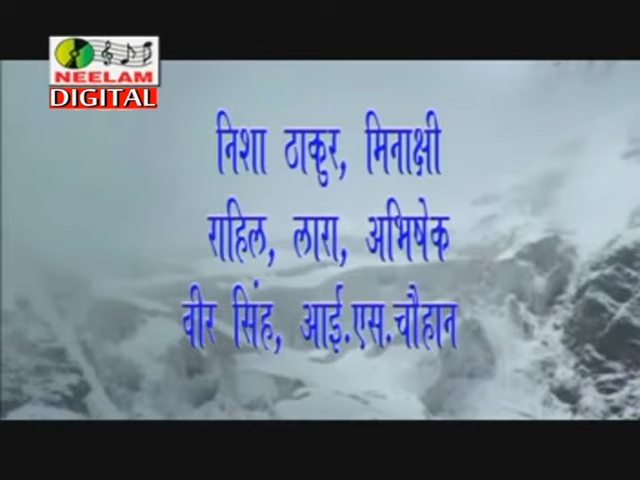 NEELAM
DIGITAL
निशा ठाकुर, मिनाक्षी
राहिल, लारा, अभिषेक
वीर सिंह, आई.एस.चौहान